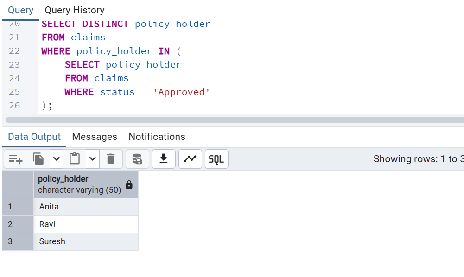 Query Query History
20 SELECT DISTINCT policy_holder
21 FROM claims
22 WHERE policy_holder IN (
23 SELECT policy_holder
24 FROM claims
25 WHERE status = 'Approved'
26 );
Data Output Messages Notifications
SQL Showing rows: 1 to 3
policy_holder
character varying (50)
1 Anita
2 Ravi
3 Suresh